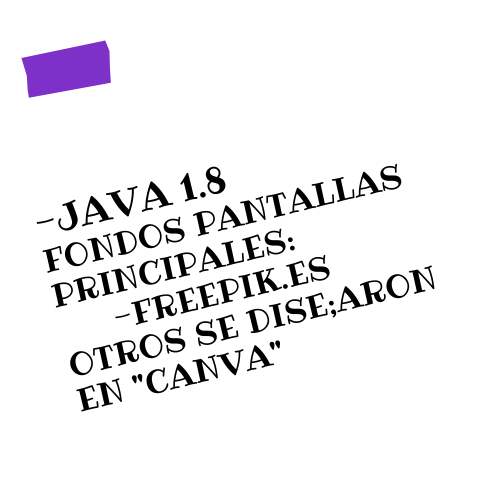 -JAVA 1.8
FONDOS PANTALLAS
PRINCIPALES:
-FREEPIK.ES
OTROS SE DISE;ARON
EN "CANVA"